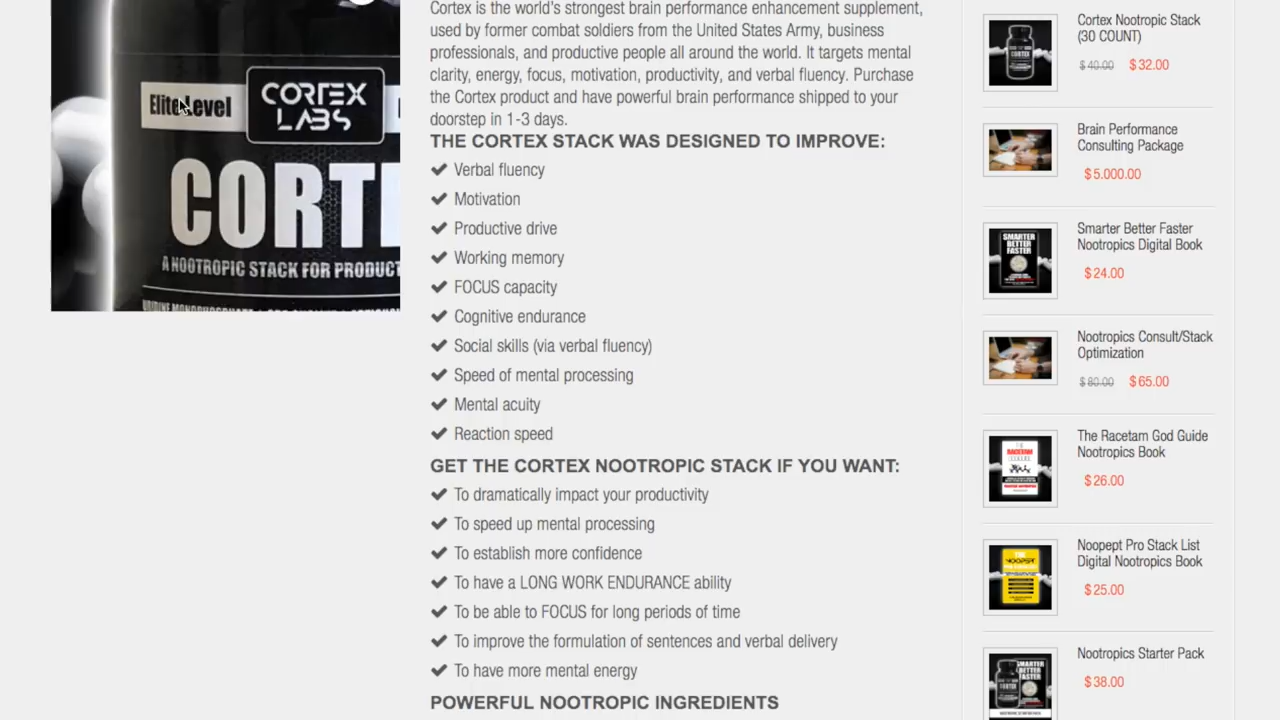 EliteLevel
CORTEX
LABS
CORT
A NOOTROPIC STACK FOR PRODUCT
Cortex is the world's strongest brain performance enhancement supplement,
used by former combat soldiers from the United States Army, business
professionals, and productive people all around the world. It targets mental
clarity, energy, focus, motivation, productivity, and verbal fluency. Purchase
the Cortex product and have powerful brain performance shipped to your
doorstep in 1-3 days.
THE CORTEX STACK WAS DESIGNED TO IMPROVE:
Verbal fluency
Motivation
Productive drive
Working memory
FOCUS capacity
Cognitive endurance
Social skills (via verbal fluency)
Speed of mental processing
Mental acuity
Reaction speed
GET THE CORTEX NOOTROPIC STACK IF YOU WANT:
To dramatically impact your productivity
To speed up mental processing
To establish more confidence
To have a LONG WORK ENDURANCE ability
To be able to FOCUS for long periods of time
To improve the formulation of sentences and verbal delivery
To have more mental energy
POWERFUL NOTROPIC INGREDIENTS
Cortex Nootropic Stack
(30 COUNT)
$40.00 $32.00
Brain Performance
Consulting Package
$5.000.00
SMARTER
BETTER
FASTER
Smarter Better Faster
Nootropics Digital Book
$24.00
Nootropics Consult/Stack
Optimization
$80.00 $65.00
The Racetam God Guide
Nootropics Book
$26.00
Noopept Pro Stack List
Digital Nootropics Book
$25.00
Nootropics Starter Pack
$38.00